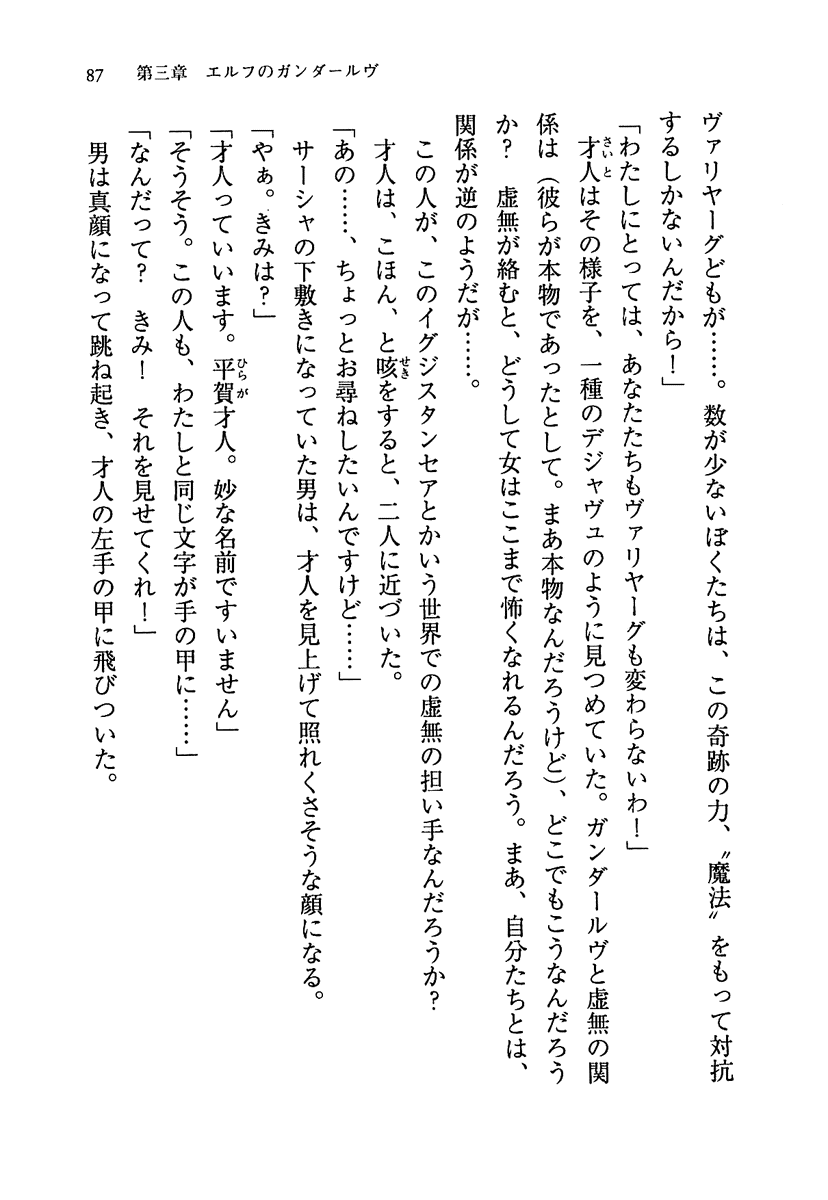 87　第三章　エルフのガンダールヴ
ヴァリヤーグどもが……。数が少ないぼくたちは、この奇跡の力、〝魔法〟をもって対抗
するしかないんだから！」
「わたしにとっては、あなたたちもヴァリヤーグも変わらないわ！」
　才人はその様子を、一種のデジャヴュのように見つめていた。ガンダールヴと虚無の関
係は（彼らが本物であったとして。まあ本物なんだろうけど）、どこでもこうなんだろう
か？　虚無が絡むと、どうして女はここまで怖くなれるんだろう。まあ、自分たちとは、
関係が逆のようだが……。
　この人が、このイグジスタンセアとかいう世界での虚無の担い手なんだろうか？
　才人は、こほん、と咳をすると、二人に近づいた。
「あの……、ちょっとお尋ねしたいんですけど……」
　サーシャの下敷きになっていた男は、才人を見上げて照れくさそうな顔になる。
「やぁ。きみは？」
「才人っていいます。平賀才人。妙な名前ですいません」
「そうそう。この人も、わたしと同じ文字が手の甲に……」
「なんだって？　きみ！　それを見せてくれ！」
　男は真顔になって跳ね起き、才人の左手の甲に飛びついた。
さいと
せき
ひらが